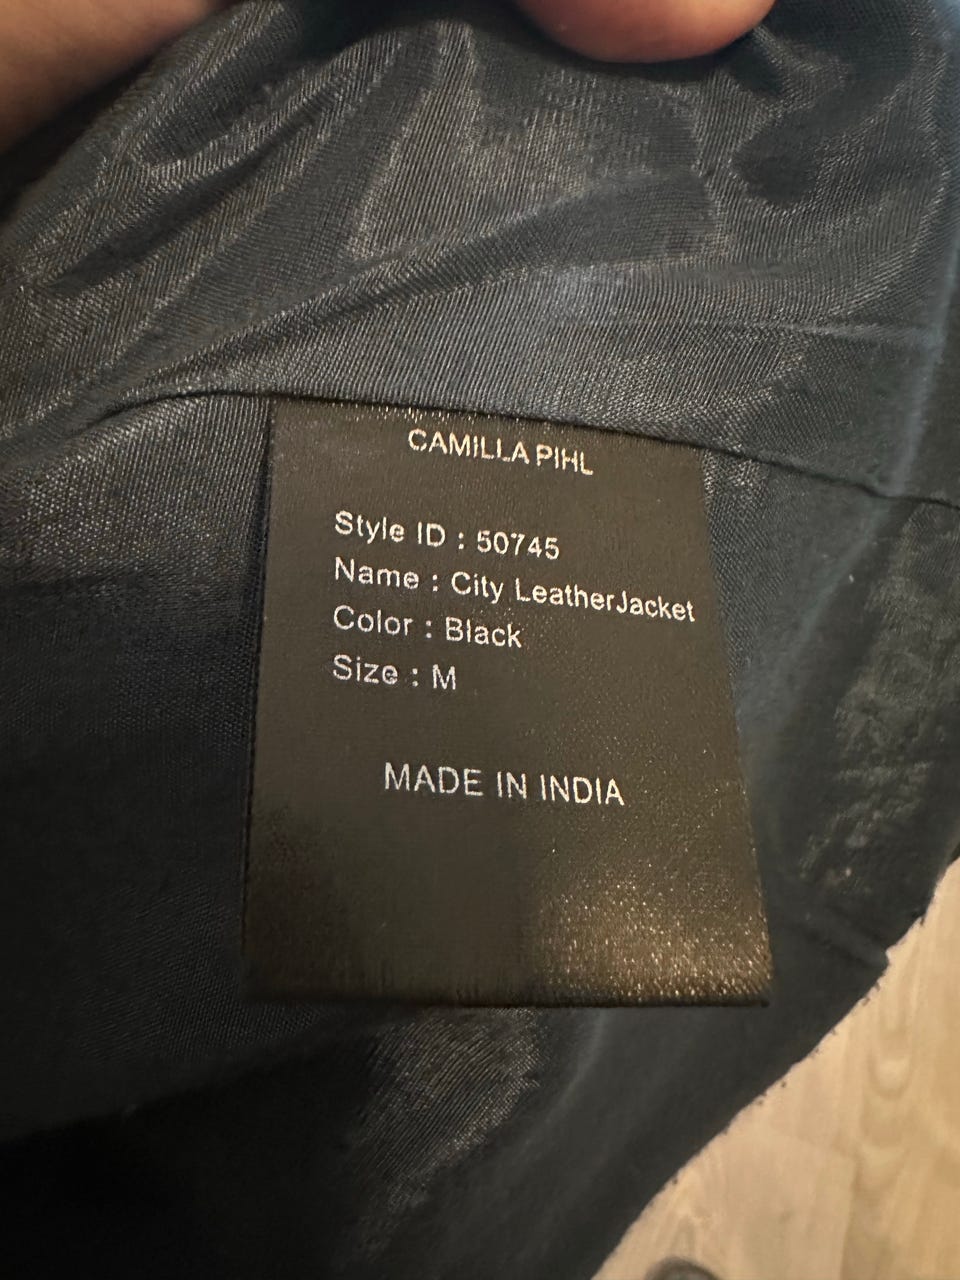 CAMILLA PIHL
Style ID : 50745
Name : City LeatherJacket
Color : Black
Size : M
MADE IN INDIA